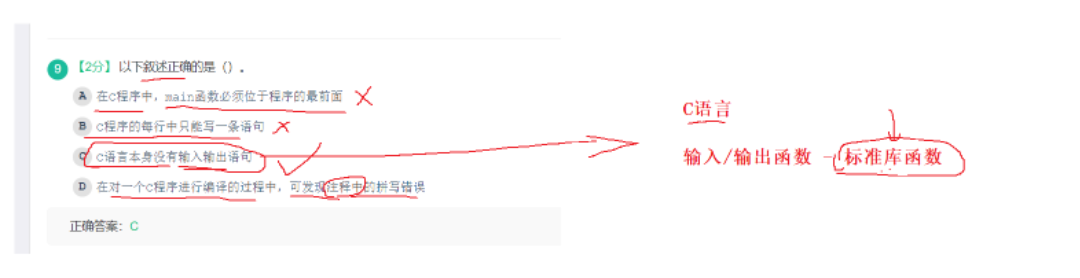 9 【2分】以下叙述正确的是（）。
A 在C程序中，main函数必须位于程序的最前面
B C程序的每行中只能写一条语句
C C语言本身没有输入输出语句
D 在对一个C程序进行编译的过程中，可发现注释中的拼写错误
正确答案：C
C语言
输入/输出函数 - 标准库函数